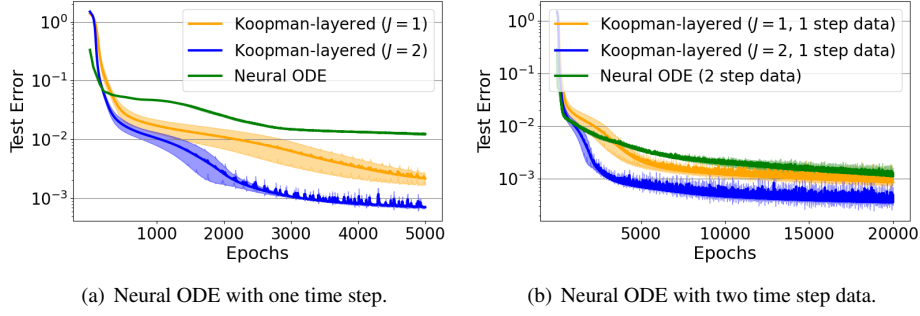 10^0
10^{-1}
10^{-2}
10^{-3}
Test Error
Koopman-layered (J = 1)
Koopman-layered (J = 2)
Neural ODE
1000 2000 3000 4000 5000
Epochs
(a) Neural ODE with one time step.
10^0
10^{-1}
10^{-2}
10^{-3}
Test Error
Koopman-layered (J = 1, 1 step data)
Koopman-layered (J = 2, 1 step data)
Neural ODE (2 step data)
5000 10000 15000 20000
Epochs
(b) Neural ODE with two time step data.